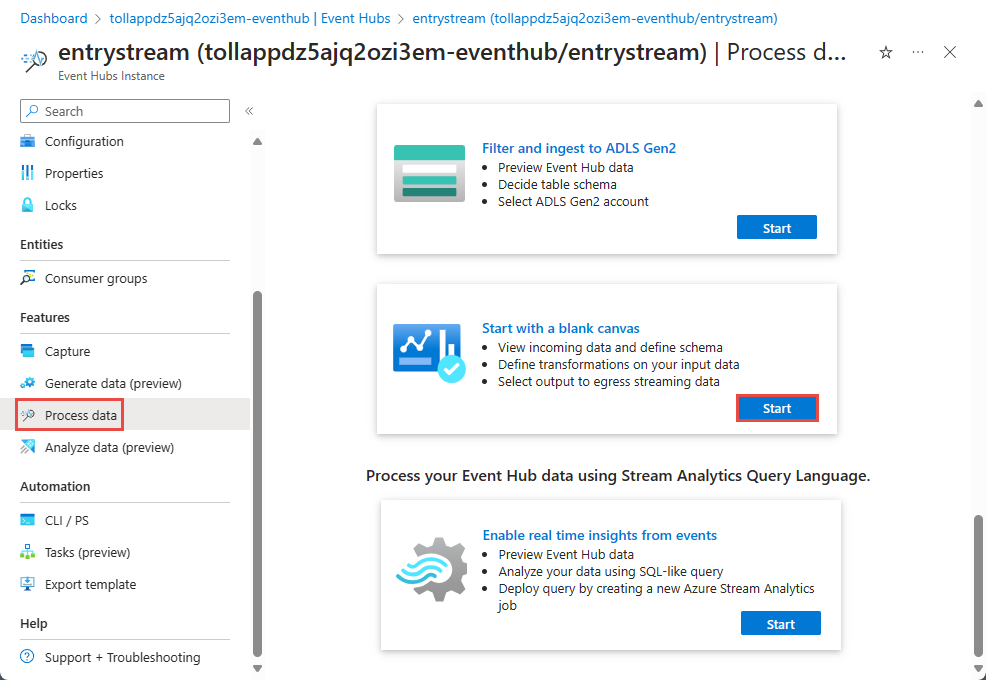 Dashboard > tollappdz5ajq2ozi3em-eventhub | Event Hubs > entrystream (tollappdz5ajq2ozi3em-eventhub/entrystream)
entrystream (tollappdz5ajq2ozi3em-eventhub/entrystream) | Process d...
Event Hubs Instance
Search
Configuration
Properties
Locks
Entities
Consumer groups
Features
Capture
Generate data (preview)
Process data
Analyze data (preview)
Automation
CLI / PS
Tasks (preview)
Export template
Help
Support + Troubleshooting
Filter and ingest to ADLS Gen2
• Preview Event Hub data
• Decide table schema
• Select ADLS Gen2 account
Start
Start with a blank canvas
• View incoming data and define schema
• Define transformations on your input data
• Select output to egress streaming data
Start
Process your Event Hub data using Stream Analytics Query Language.
Enable real time insights from events
• Preview Event Hub data
• Analyze your data using SQL-like query
• Deploy query by creating a new Azure Stream Analytics
job
Start